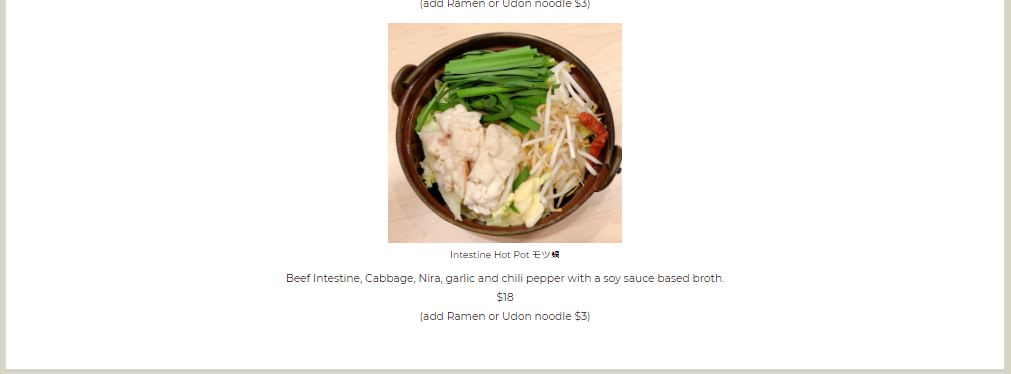 (add Ramen or Udon noodle $3)
Intestine Hot Pot モツ
Beef Intestine, Cabbage, Nira, garlic and chili pepper with a soy sauce based broth.
$18
(add Ramen or Udon noodle $3)